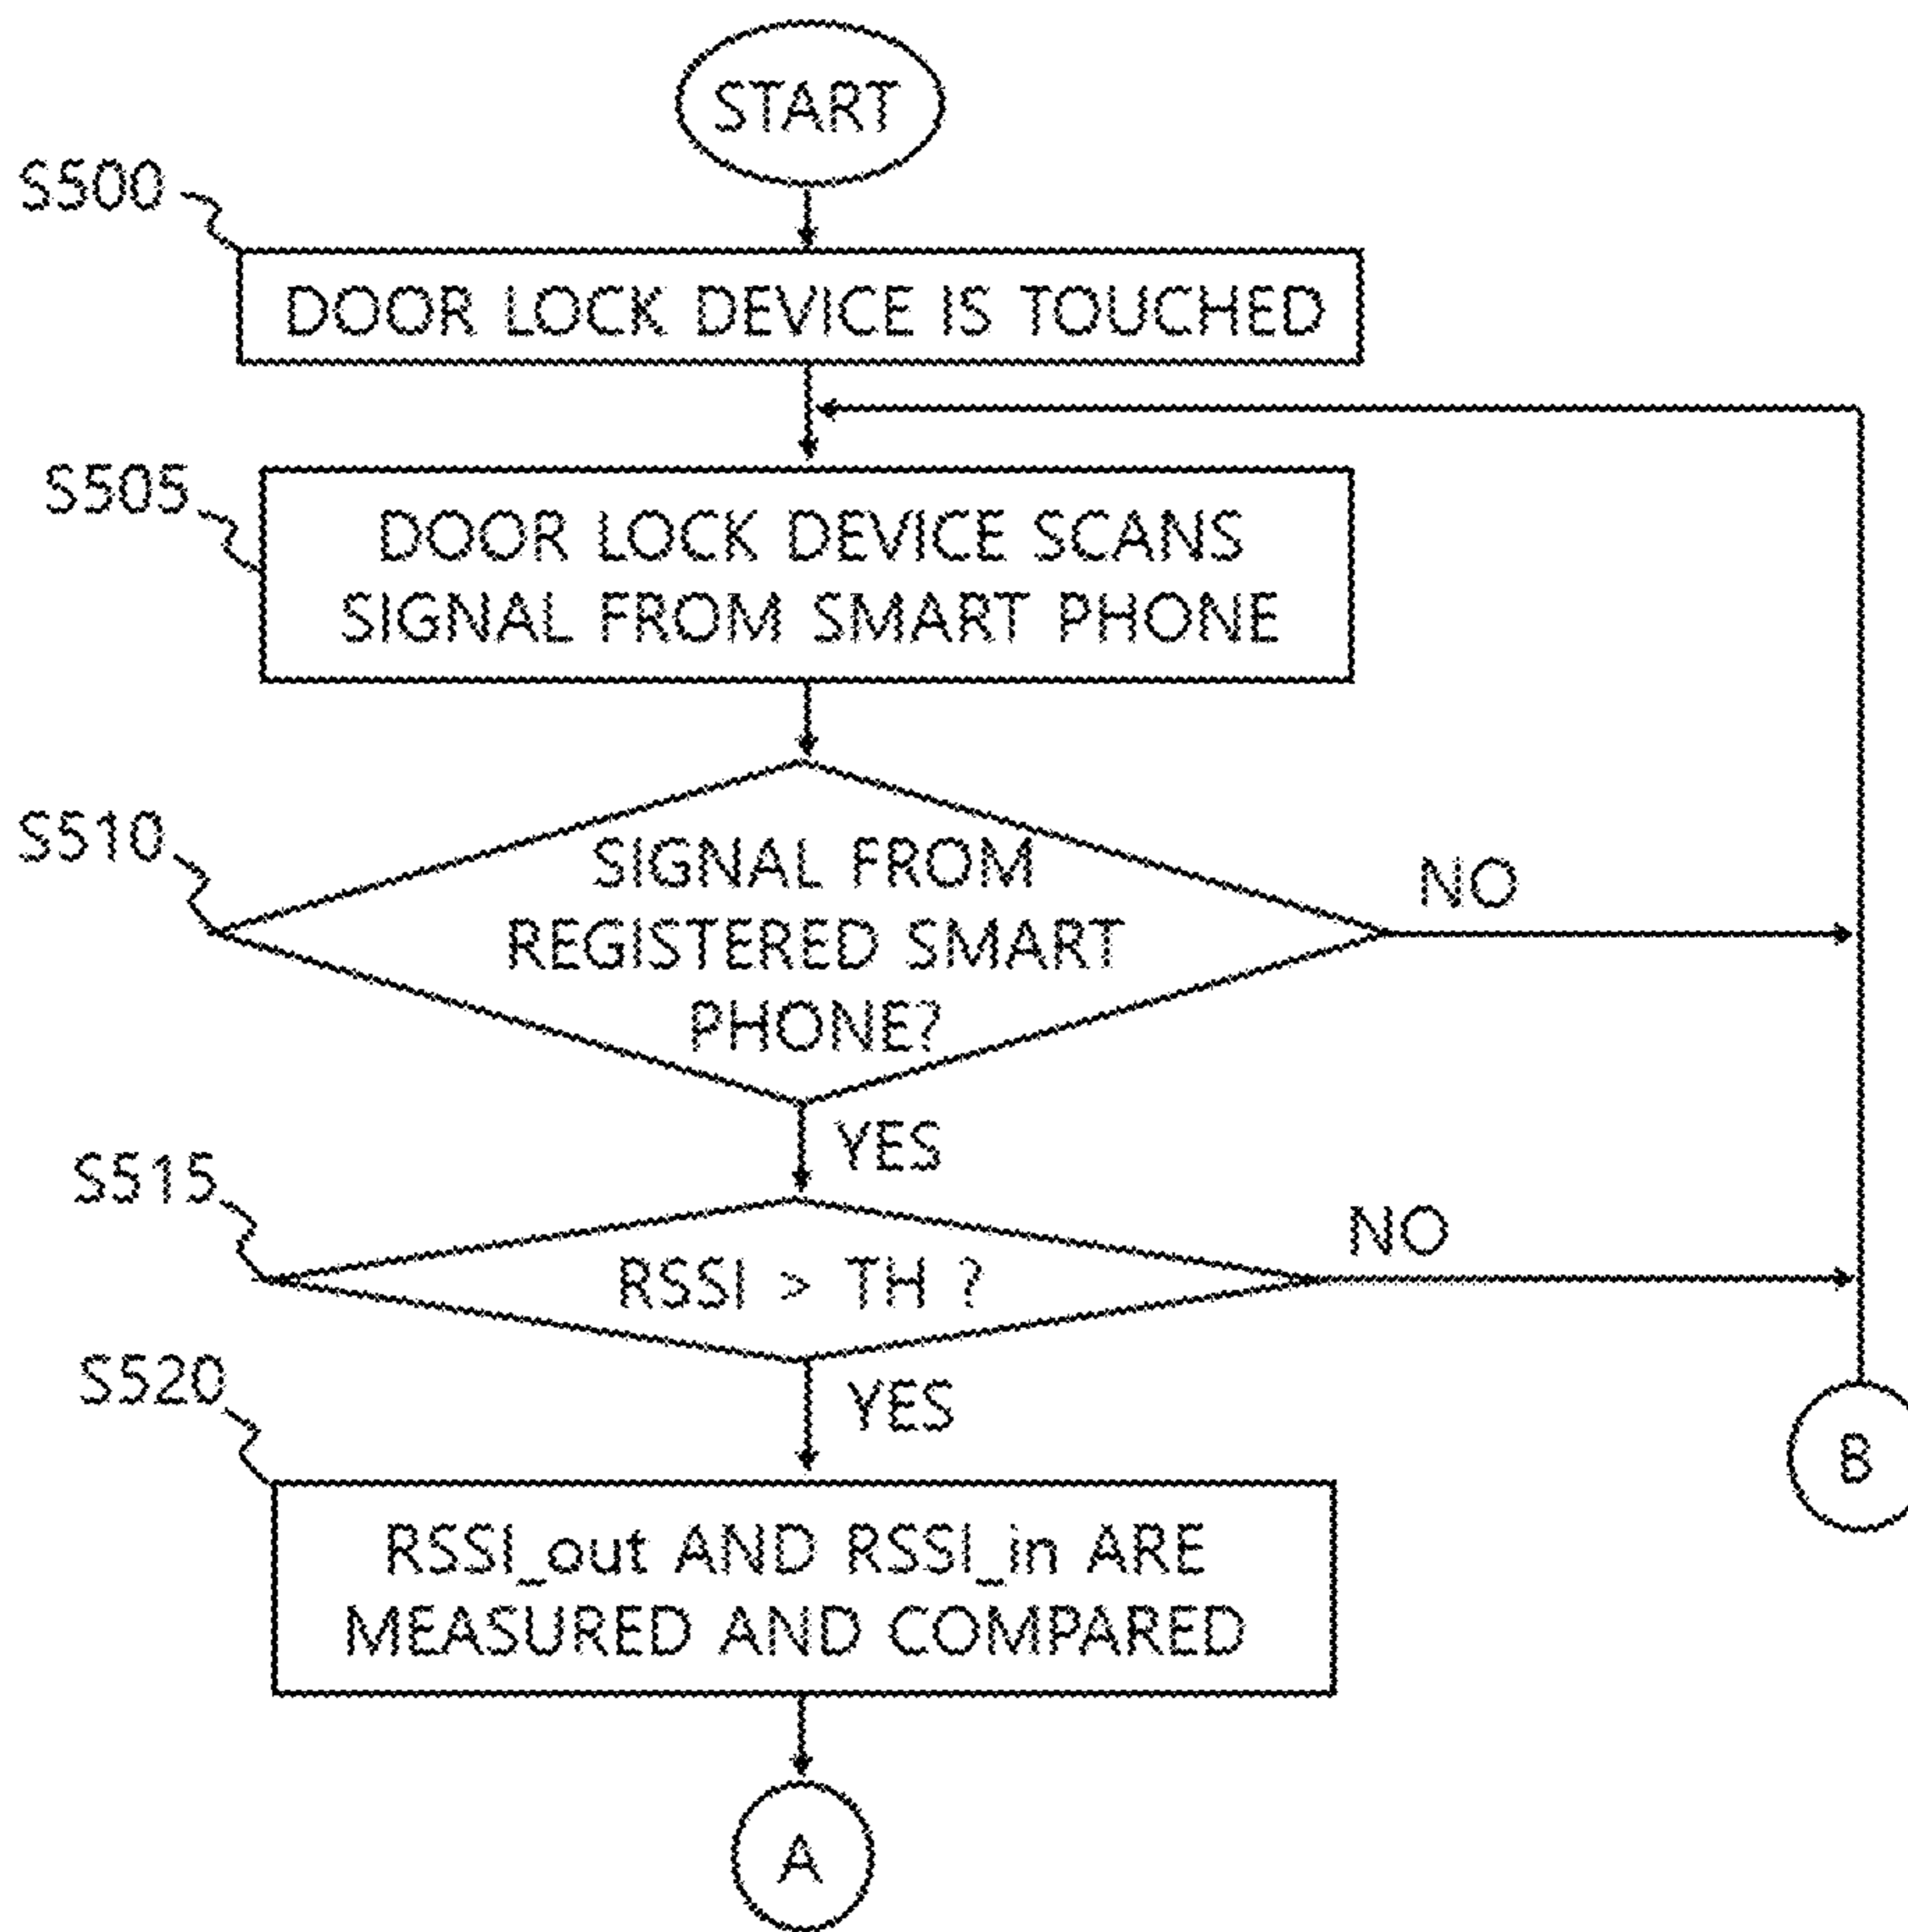 START
S500
DOOR LOCK DEVICE IS TOUCHED
S505
DOOR LOCK DEVICE SCANS
SIGNAL FROM SMART PHONE
S510
SIGNAL FROM
REGISTERED SMART
PHONE?
NO
YES
S515
RSSI > TH ?
NO
YES
S520
RSSI_out AND RSSI_in ARE
MEASURED AND COMPARED
B
A